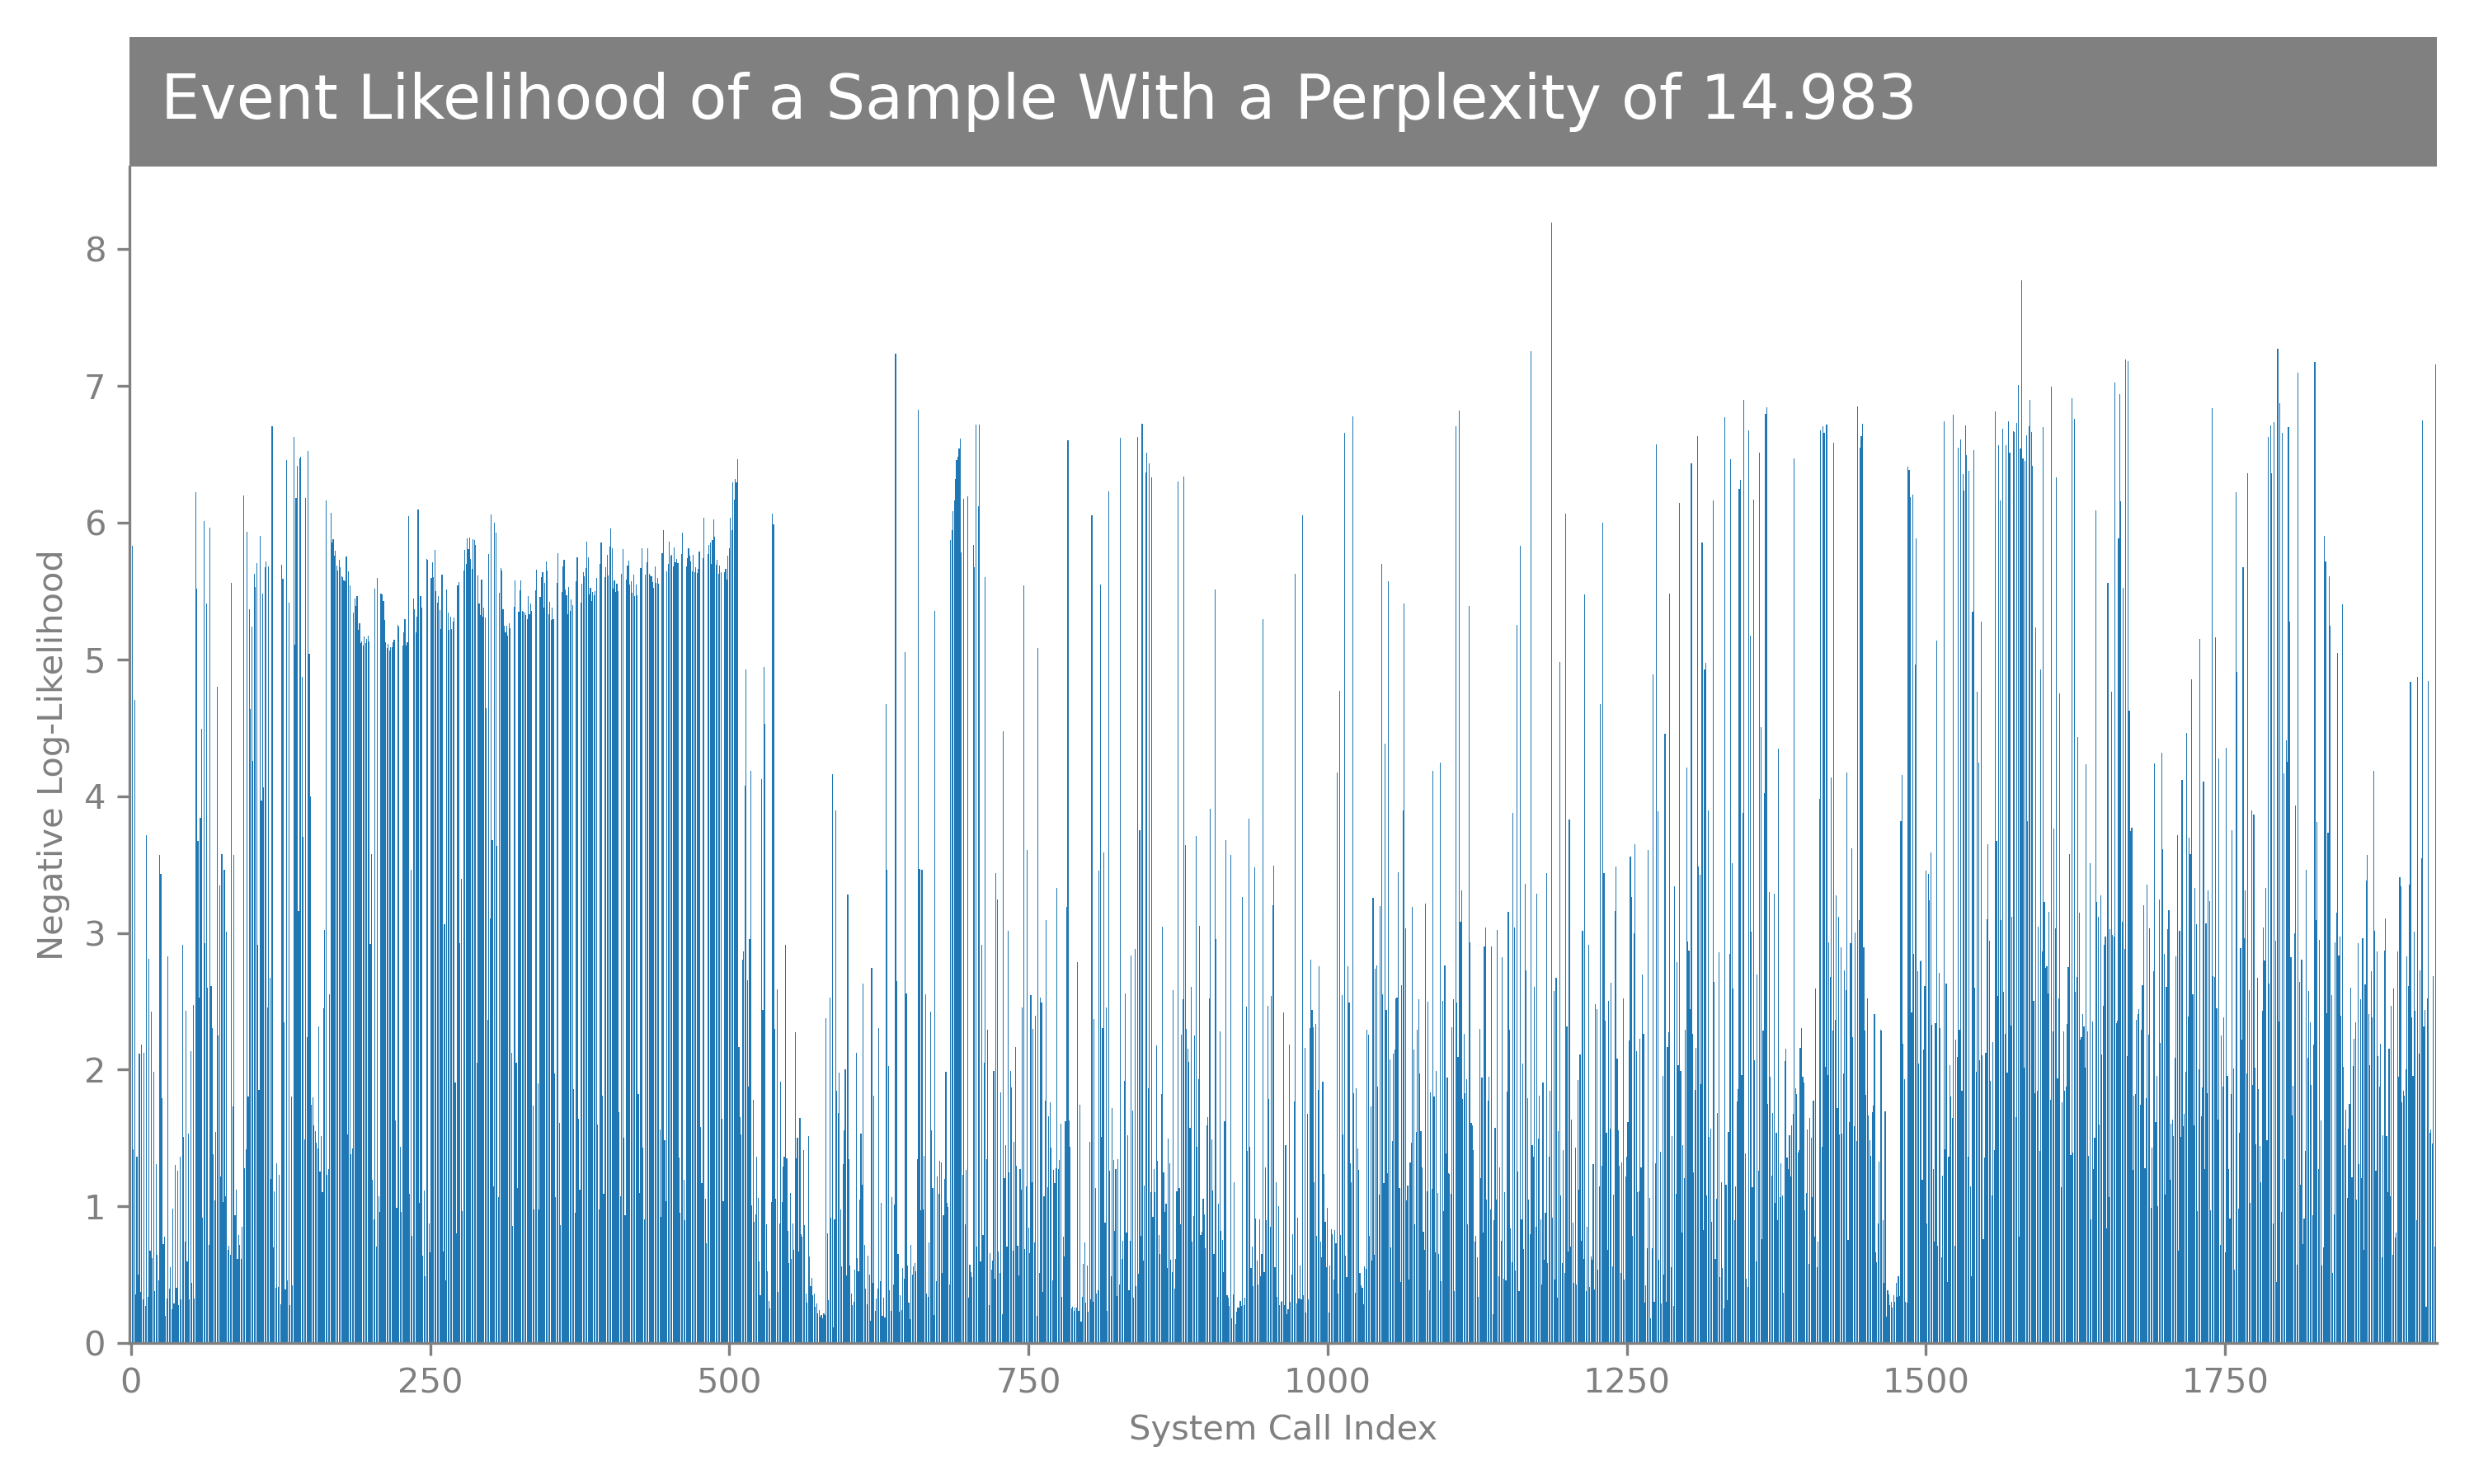 Event Likelihood of a Sample With a Perplexity of 14.983
8
7
6
5
4
3
2
1
0
Negative Log-Likelihood
0 250 500 750 1000 1250 1500 1750
System Call Index